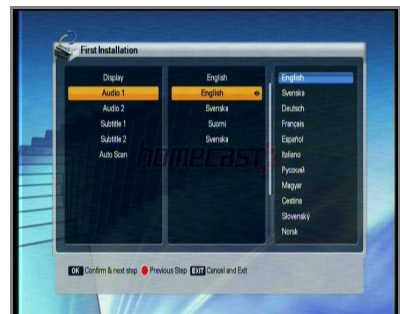 First Installation
Display
Audio 1
Audio 2
Subtitle 1
Subtitle 2
Auto Scan
English
English
Svenska
Suomi
Svenska
English
Svenska
Deutsch
Français
Español
Italiano
Русский
Magyar
Cestina
Slovenský
Norsk
homecast
OK Confirm & next step Previous Step EXIT Cancel and Exit